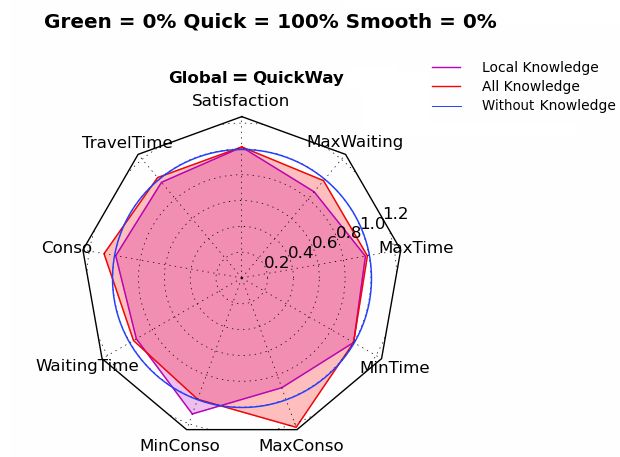 Green = 0% Quick = 100% Smooth = 0%
Local Knowledge
All Knowledge
Without Knowledge
Global = QuickWay
Satisfaction
TravelTime
MaxWaiting
1.2
1.0
0.8
0.6
0.4
0.2
Conso
MaxTime
WaitingTime
MinTime
MinConso
MaxConso